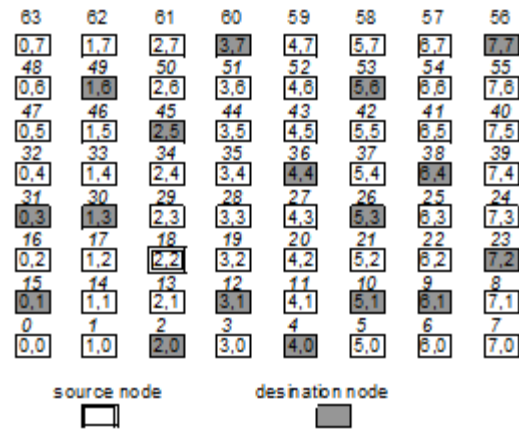 63 62 61 60 59 58 57 56
0,7 1,7 2,7 3,7 4,7 5,7 6,7 7,7
48 49 50 51 52 53 54 55
0,6 1,6 2,6 3,6 4,6 5,6 6,6 7,6
47 46 45 44 43 42 41 40
0,5 1,5 2,5 3,5 4,5 5,5 6,5 7,5
32 33 34 35 36 37 38 39
0,4 1,4 2,4 3,4 4,4 5,4 6,4 7,4
31 30 29 28 27 26 25 24
0,3 1,3 2,3 3,3 4,3 5,3 6,3 7,3
16 17 18 19 20 21 22 23
0,2 1,2 2,2 3,2 4,2 5,2 6,2 7,2
15 14 13 12 11 10 9 8
0,1 1,1 2,1 3,1 4,1 5,1 6,1 7,1
0 1 2 3 4 5 6 7
0,0 1,0 2,0 3,0 4,0 5,0 6,0 7,0
source node desination node